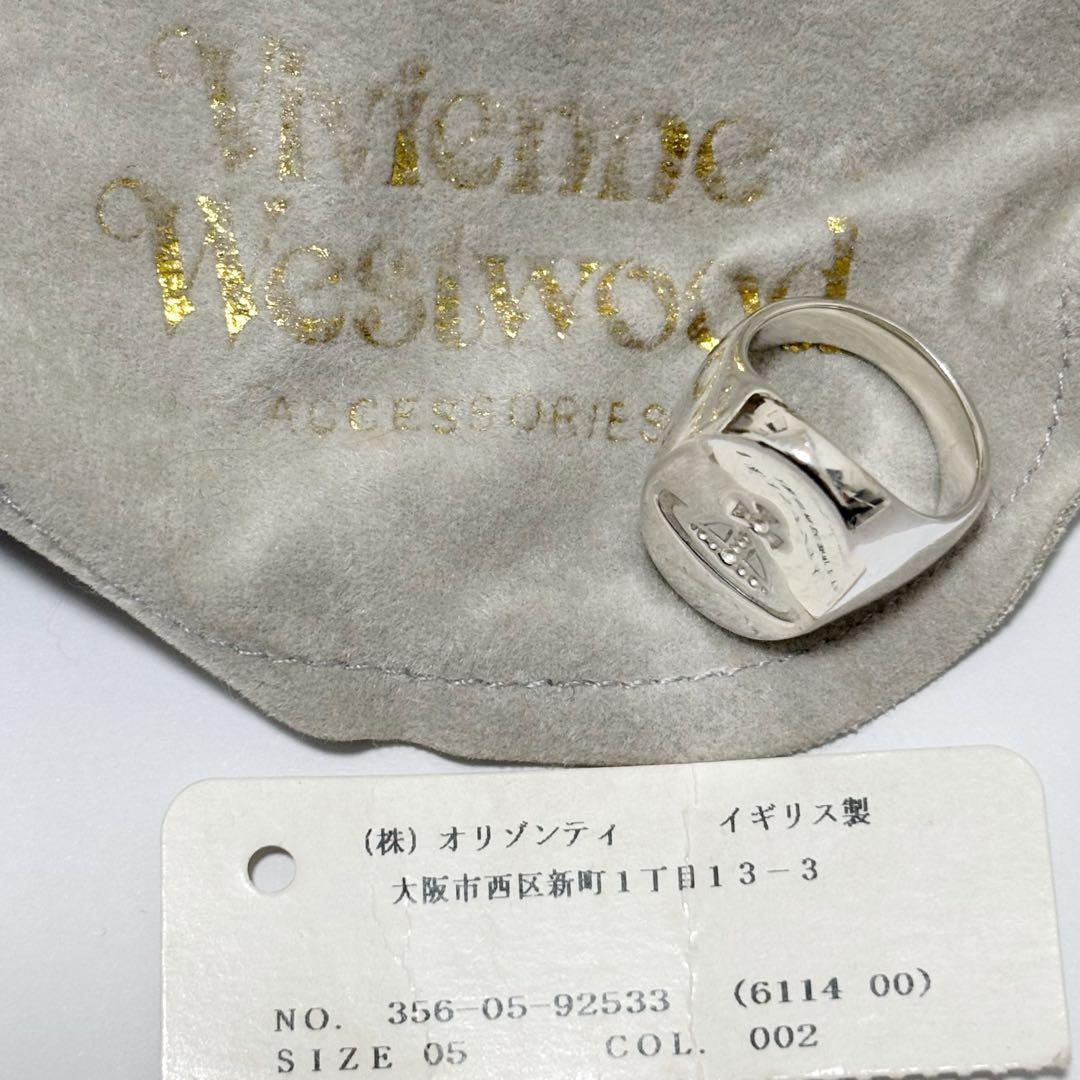 Vivienne
Westwood
ACCESSORIES
(株) オリゾンティ イギリス製
大阪市西区新町1丁目13-3
NO. 356-05-92533 (6114 00)
SIZE 05 COL. 002